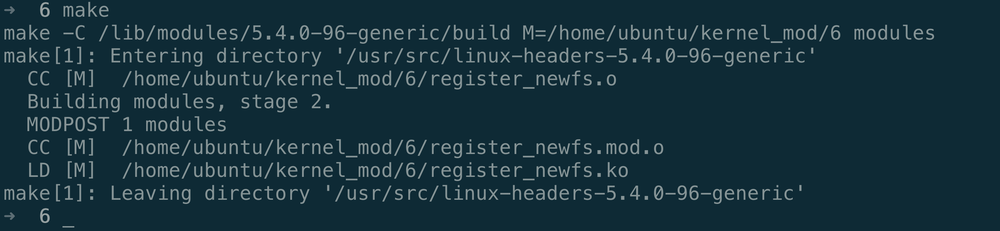 ➜  6 make
make -C /lib/modules/5.4.0-96-generic/build M=/home/ubuntu/kernel_mod/6 modules
make[1]: Entering directory '/usr/src/linux-headers-5.4.0-96-generic'
  CC [M]  /home/ubuntu/kernel_mod/6/register_newfs.o
  Building modules, stage 2.
  MODPOST 1 modules
  CC [M]  /home/ubuntu/kernel_mod/6/register_newfs.mod.o
  LD [M]  /home/ubuntu/kernel_mod/6/register_newfs.ko
make[1]: Leaving directory '/usr/src/linux-headers-5.4.0-96-generic'
➜  6 _